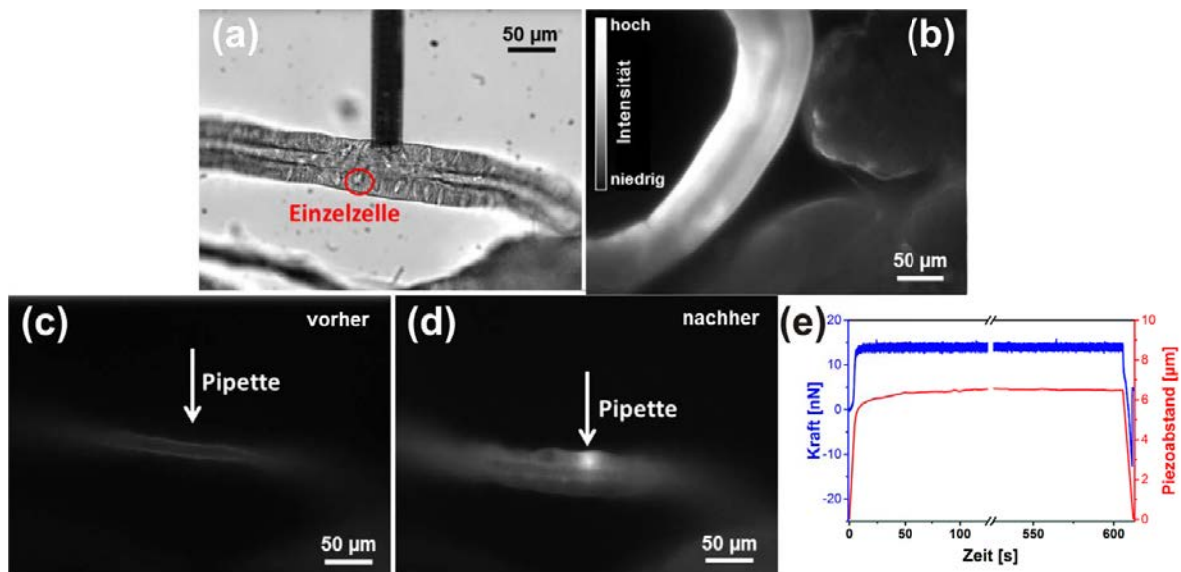 (a)
50 µm
Einzelzelle
hoch
Intensität
niedrig
(b)
50 µm
(c)
vorher
Pipette
50 µm
(d)
nachher
Pipette
50 µm
(e)
20
10
0
-10
-20
Kraft [nN]
10
8
6
4
2
0
Piezoabstand [µm]
0
50
100
550
600
Zeit [s]